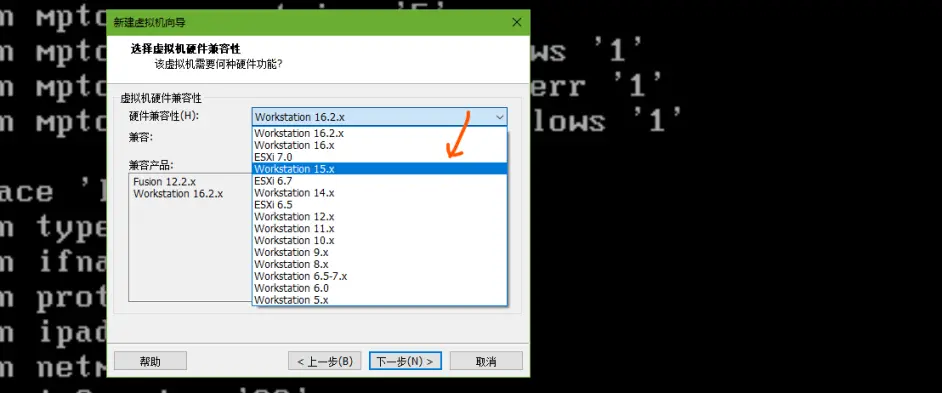 新建虚拟机向导
选择虚拟机硬件兼容性
该虚拟机需要何种硬件功能?
虚拟机硬件兼容性
硬件兼容性(H):
Workstation 16.2.x
Workstation 16.2.x
Workstation 16.x
ESXi 7.0
Workstation 15.x
ESXi 6.7
Workstation 14.x
ESXi 6.5
Workstation 12.x
Workstation 11.x
Workstation 10.x
Workstation 9.x
Workstation 8.x
Workstation 6.5-7.x
Workstation 6.0
Workstation 5.x
兼容:
兼容产品:
Fusion 12.2.x
Workstation 16.2.x
帮助
< 上一步(B)
下一步(N) >
取消
n mptc
n mptc ws '1'
n mptc err '1'
n mptc lows '1'
ace '
n type
n ifna
n prot
n ipad
n netm